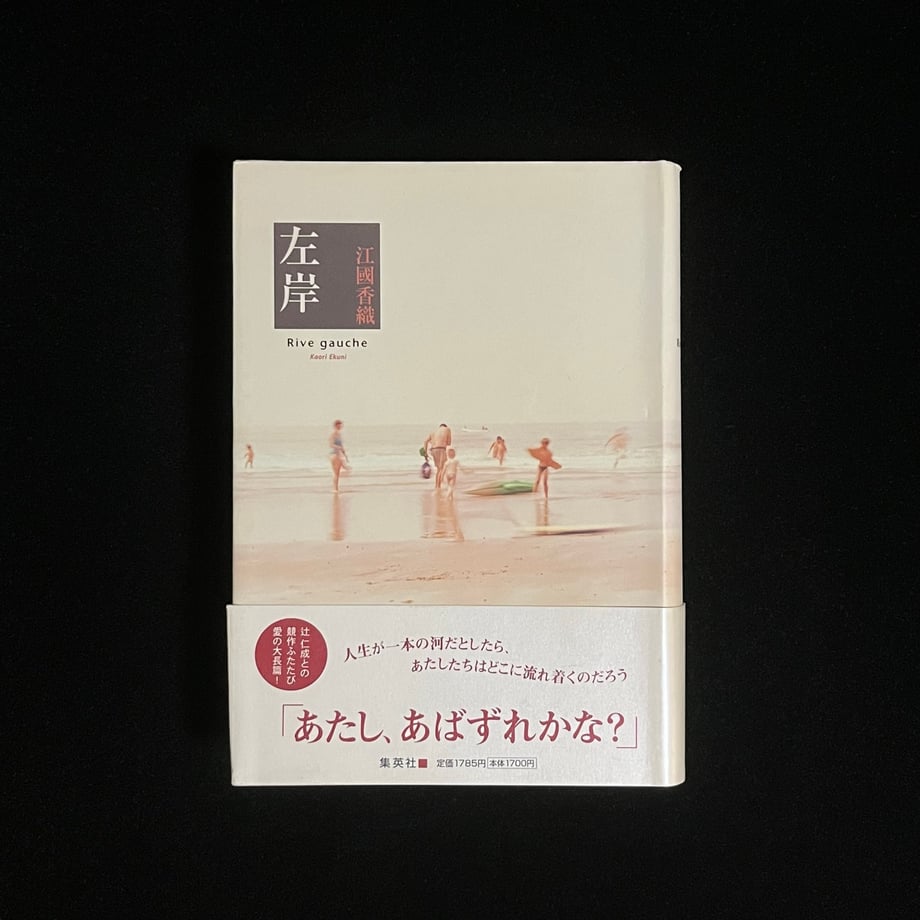 左岸
江國香織
Rive gauche
Kaori Ekuni
辻 仁成との
競作ふたたび
愛の大長篇!
人生が一本の河だとしたら、
あたしたちはどこに流れ着くのだろう
「あたし、あばずれかな?」
集英社 定価1785円 本体1700円